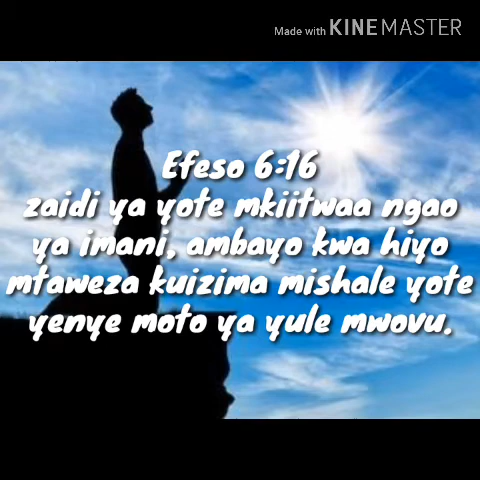 Made with KINEMASTER
Efeso 6:16
zaidi ya yote mkiitwaa ngao
ya imani, ambayo kwa hiyo
mtaweza kuizima mishale yote
yenye moto ya yule mwovu.